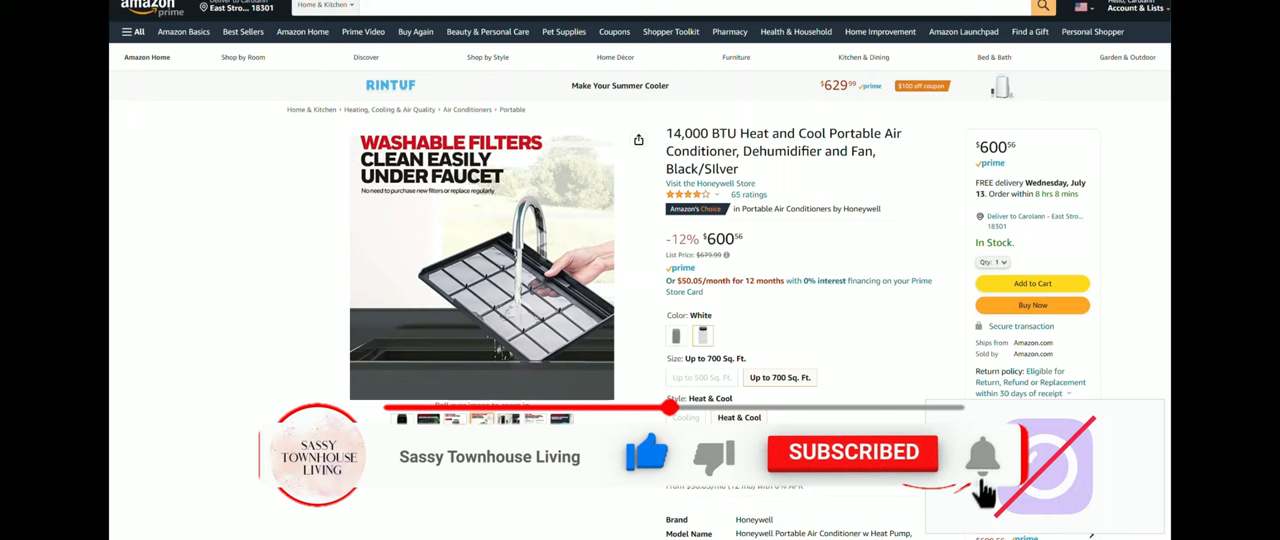 amazon
prime
Deliver to Carolann
East Stro... 18301
Home & Kitchen
Hello, Carolann
Account & Lists
All Amazon Basics Best Sellers Amazon Home Prime Video Buy Again Beauty & Personal Care Pet Supplies Coupons Shopper Toolkit Pharmacy Health & Household Home Improvement Amazon Launchpad Find a Gift Personal Shopper
Amazon Home Shop by Room Discover Shop by Style Home Décor Furniture Kitchen & Dining Bed & Bath Garden & Outdoor
RINTUF Make Your Summer Cooler $629 99 prime $100 off coupon
Home & Kitchen › Heating, Cooling & Air Quality › Air Conditioners › Portable
WASHABLE FILTERS
CLEAN EASILY
UNDER FAUCET
No need to purchase new filters or replace regularly
14,000 BTU Heat and Cool Portable Air
Conditioner, Dehumidifier and Fan,
Black/SIlver
Visit the Honeywell Store
65 ratings
Amazon's Choice in Portable Air Conditioners by Honeywell
-12% $600 56
List Price: $679.99
prime
Or $50.05/month for 12 months with 0% interest financing on your Prime
Store Card
Color: White
Size: Up to 700 Sq. Ft.
Up to 500 Sq. Ft. Up to 700 Sq. Ft.
Style: Heat & Cool
Cooling Heat & Cool
From $50.05/mo (12 mo) with 0% APR
Brand Honeywell
Model Name Honeywell Portable Air Conditioner w Heat Pump,
$600 56
prime
FREE delivery Wednesday, July
13. Order within 8 hrs 8 mins
Deliver to Carolann - East Stro...
18301
In Stock.
Qty: 1
Add to Cart
Buy Now
Secure transaction
Ships from Amazon.com
Sold by Amazon.com
Return policy: Eligible for
Return, Refund or Replacement
within 30 days of receipt
SASSY
TOWNHOUSE
LIVING
Sassy Townhouse Living
SUBSCRIBED
prime